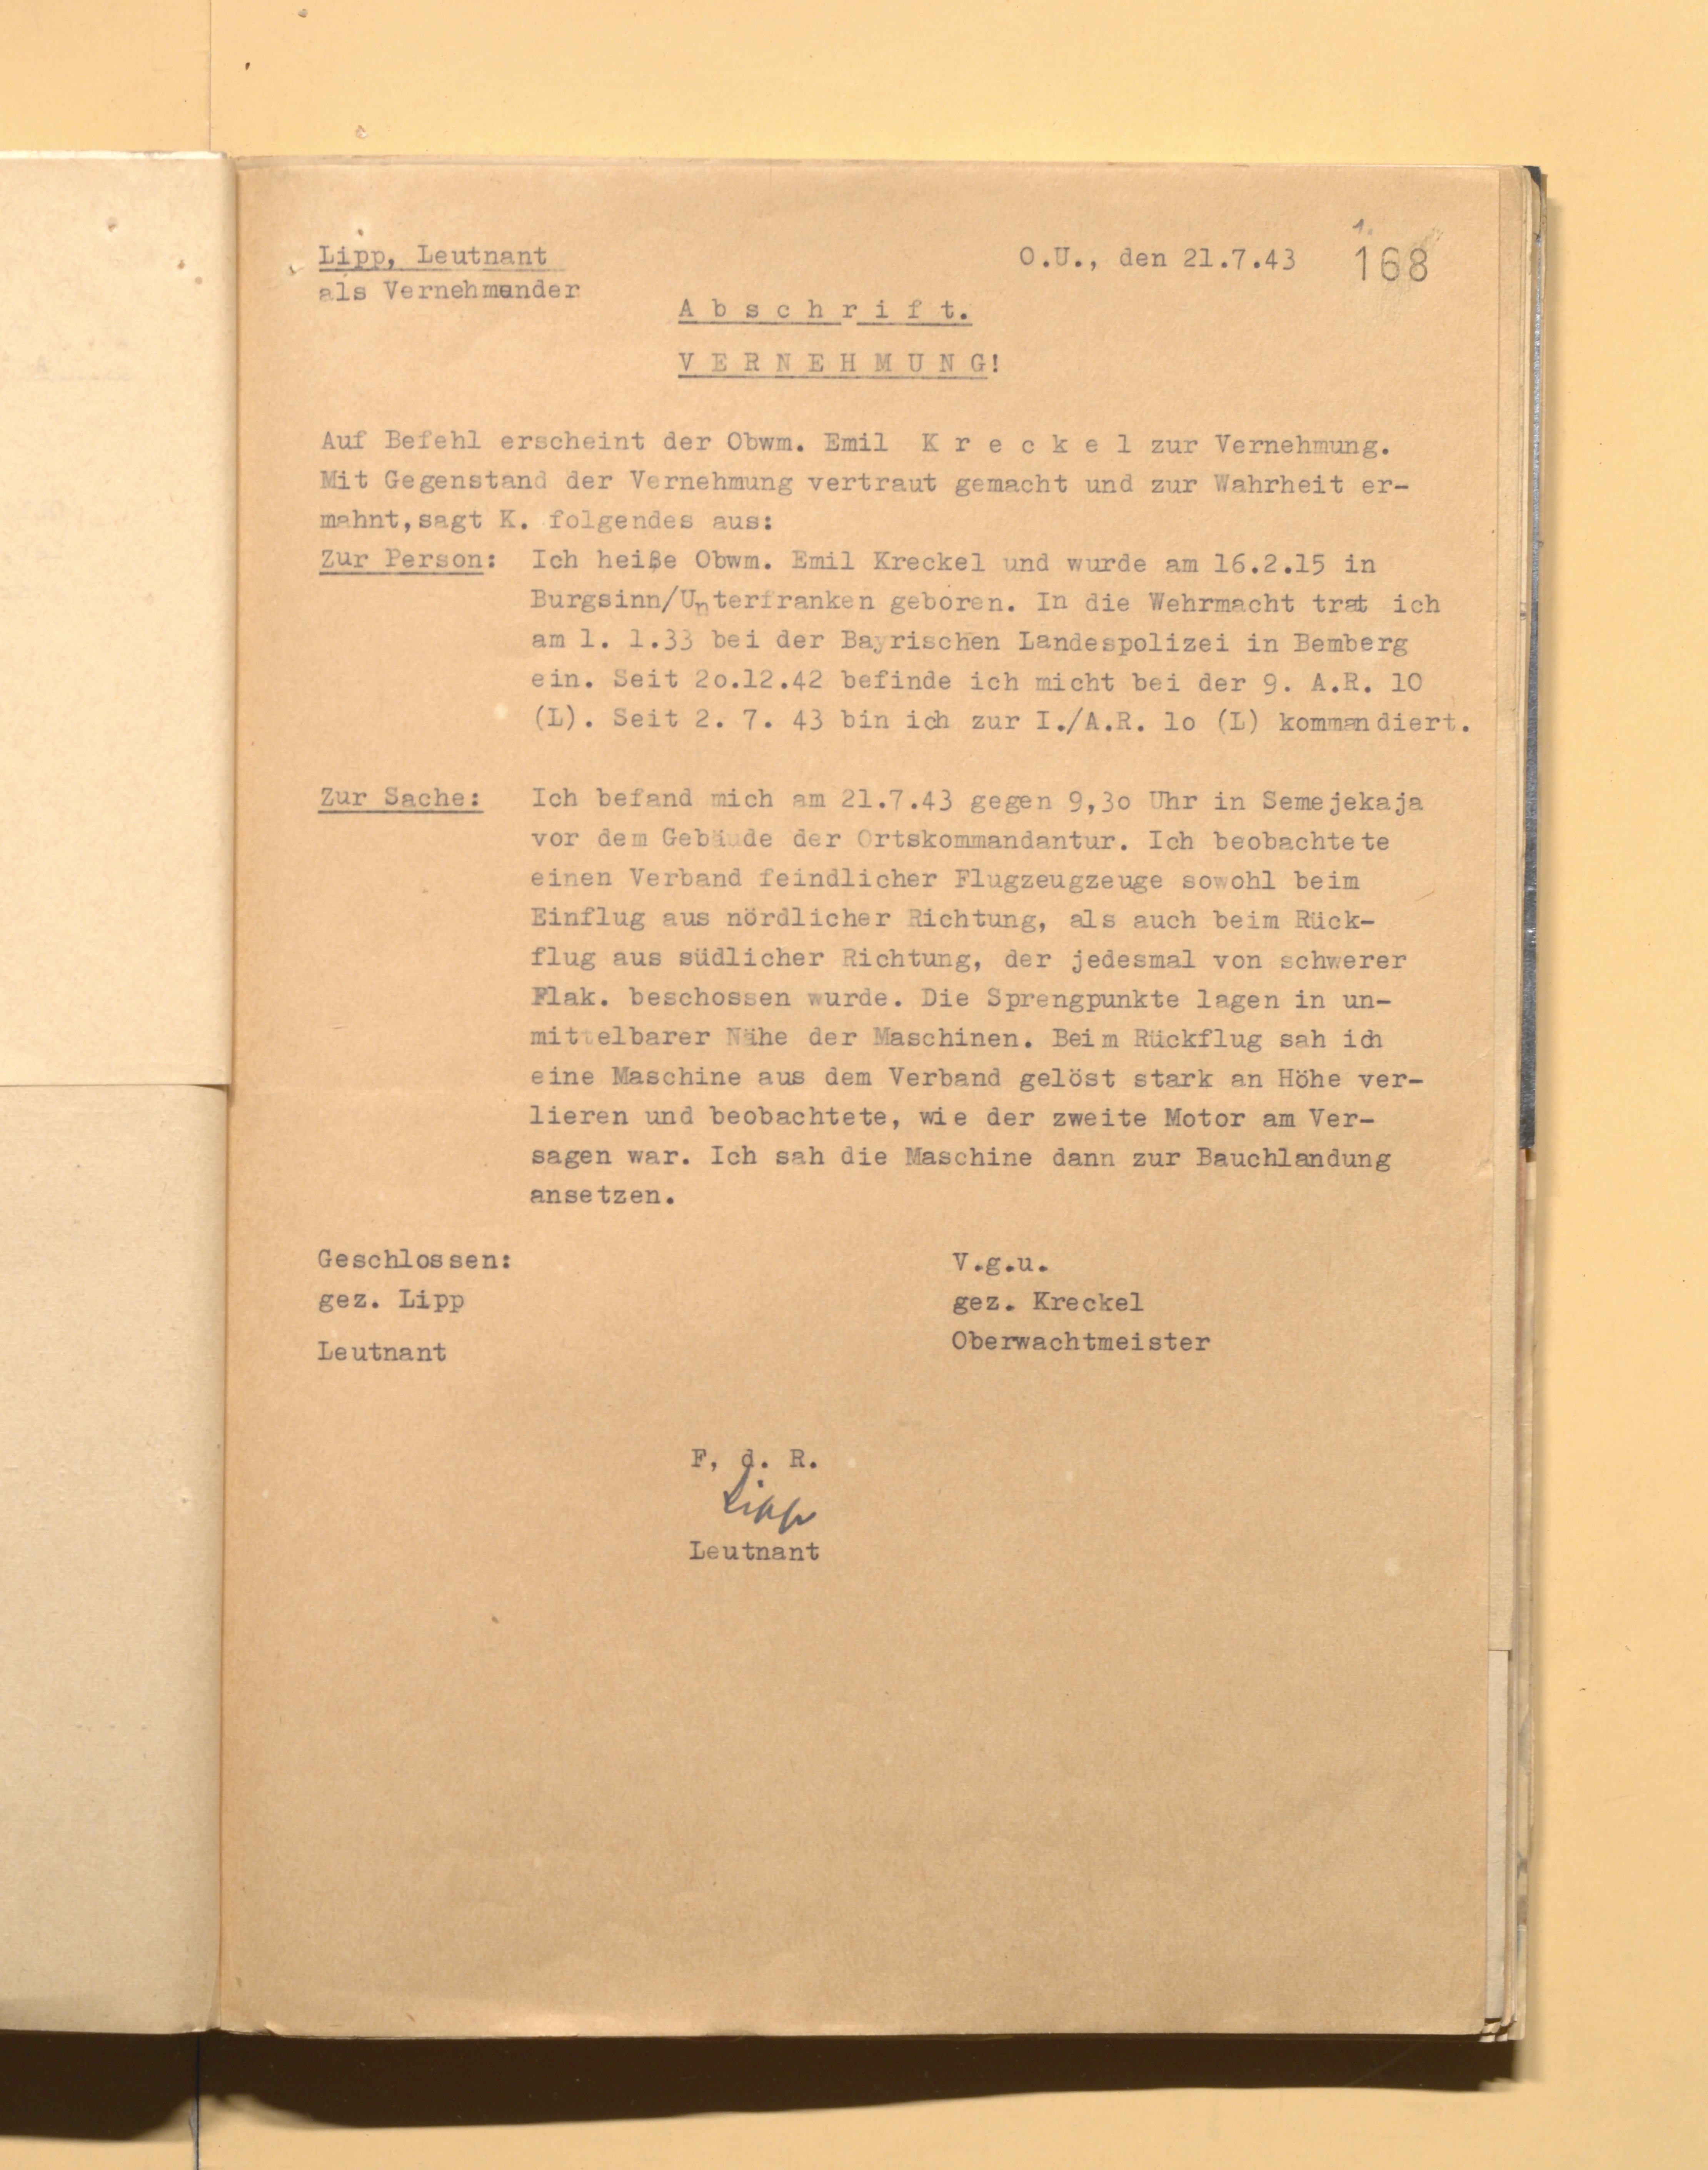 1.
Lipp, Leutnant O.U., den 21.7.43 168
als Vernehmender
A b s c h r i f t.
V E R N E H M U N G!
Auf Befehl erscheint der Obwm. Emil K r e c k e l zur Vernehmung.
Mit Gegenstand der Vernehmung vertraut gemacht und zur Wahrheit er-
mahnt,sagt K. folgendes aus:
Zur Person: Ich heiße Obwm. Emil Kreckel und wurde am 16.2.15 in
Burgsinn/Unterfranken geboren. In die Wehrmacht trat ich
am 1. 1.33 bei der Bayrischen Landespolizei in Bemberg
ein. Seit 2o.12.42 befinde ich micht bei der 9. A.R. 10
(L). Seit 2. 7. 43 bin ich zur I./A.R. lo (L) kommandiert.
Zur Sache: Ich befand mich am 21.7.43 gegen 9,3o Uhr in Semejekaja
vor dem Gebäude der Ortskommandantur. Ich beobachtete
einen Verband feindlicher Flugzeugzeuge sowohl beim
Einflug aus nördlicher Richtung, als auch beim Rück-
flug aus südlicher Richtung, der jedesmal von schwerer
Flak. beschossen wurde. Die Sprengpunkte lagen in un-
mittelbarer Nähe der Maschinen. Beim Rückflug sah ich
eine Maschine aus dem Verband gelöst stark an Höhe ver-
lieren und beobachtete, wie der zweite Motor am Ver-
sagen war. Ich sah die Maschine dann zur Bauchlandung
ansetzen.
Geschlossen: V.g.u.
gez. Lipp gez. Kreckel
Leutnant Oberwachtmeister
F, d. R.
Lipp
Leutnant